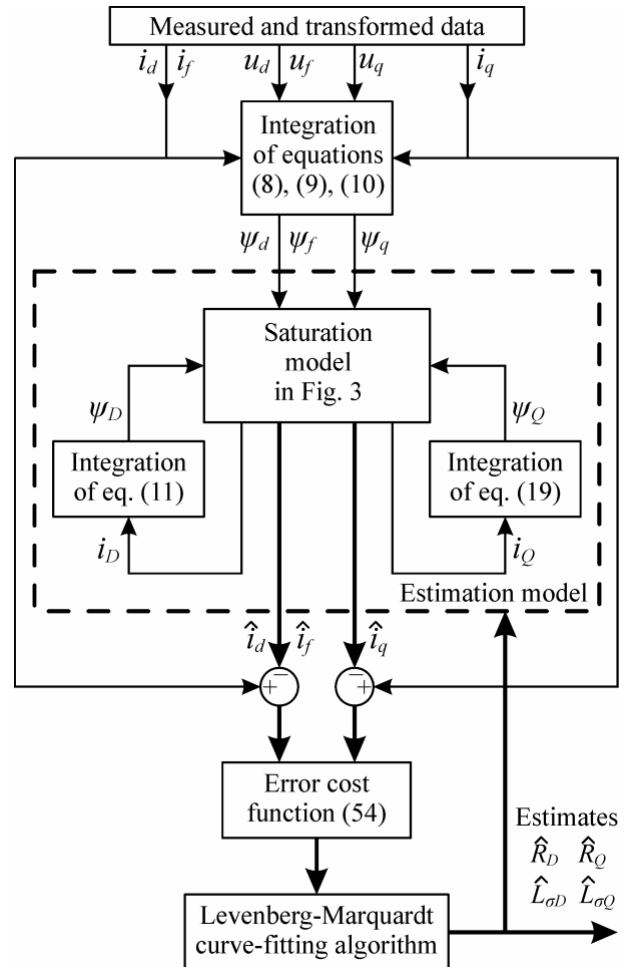 Measured and transformed data
i_d i_f u_d u_f u_q i_q
Integration
of equations
(8), (9), (10)
ψ_d ψ_f ψ_q
Saturation
model
in Fig. 3
ψ_D ψ_Q
Integration
of eq. (11)
Integration
of eq. (19)
i_D i_Q
Estimation model
î_d î_f î_q
+ − − +
Error cost
function (54)
Estimates
R̂_D R̂_Q
L̂_σD L̂_σQ
Levenberg-Marquardt
curve-fitting algorithm